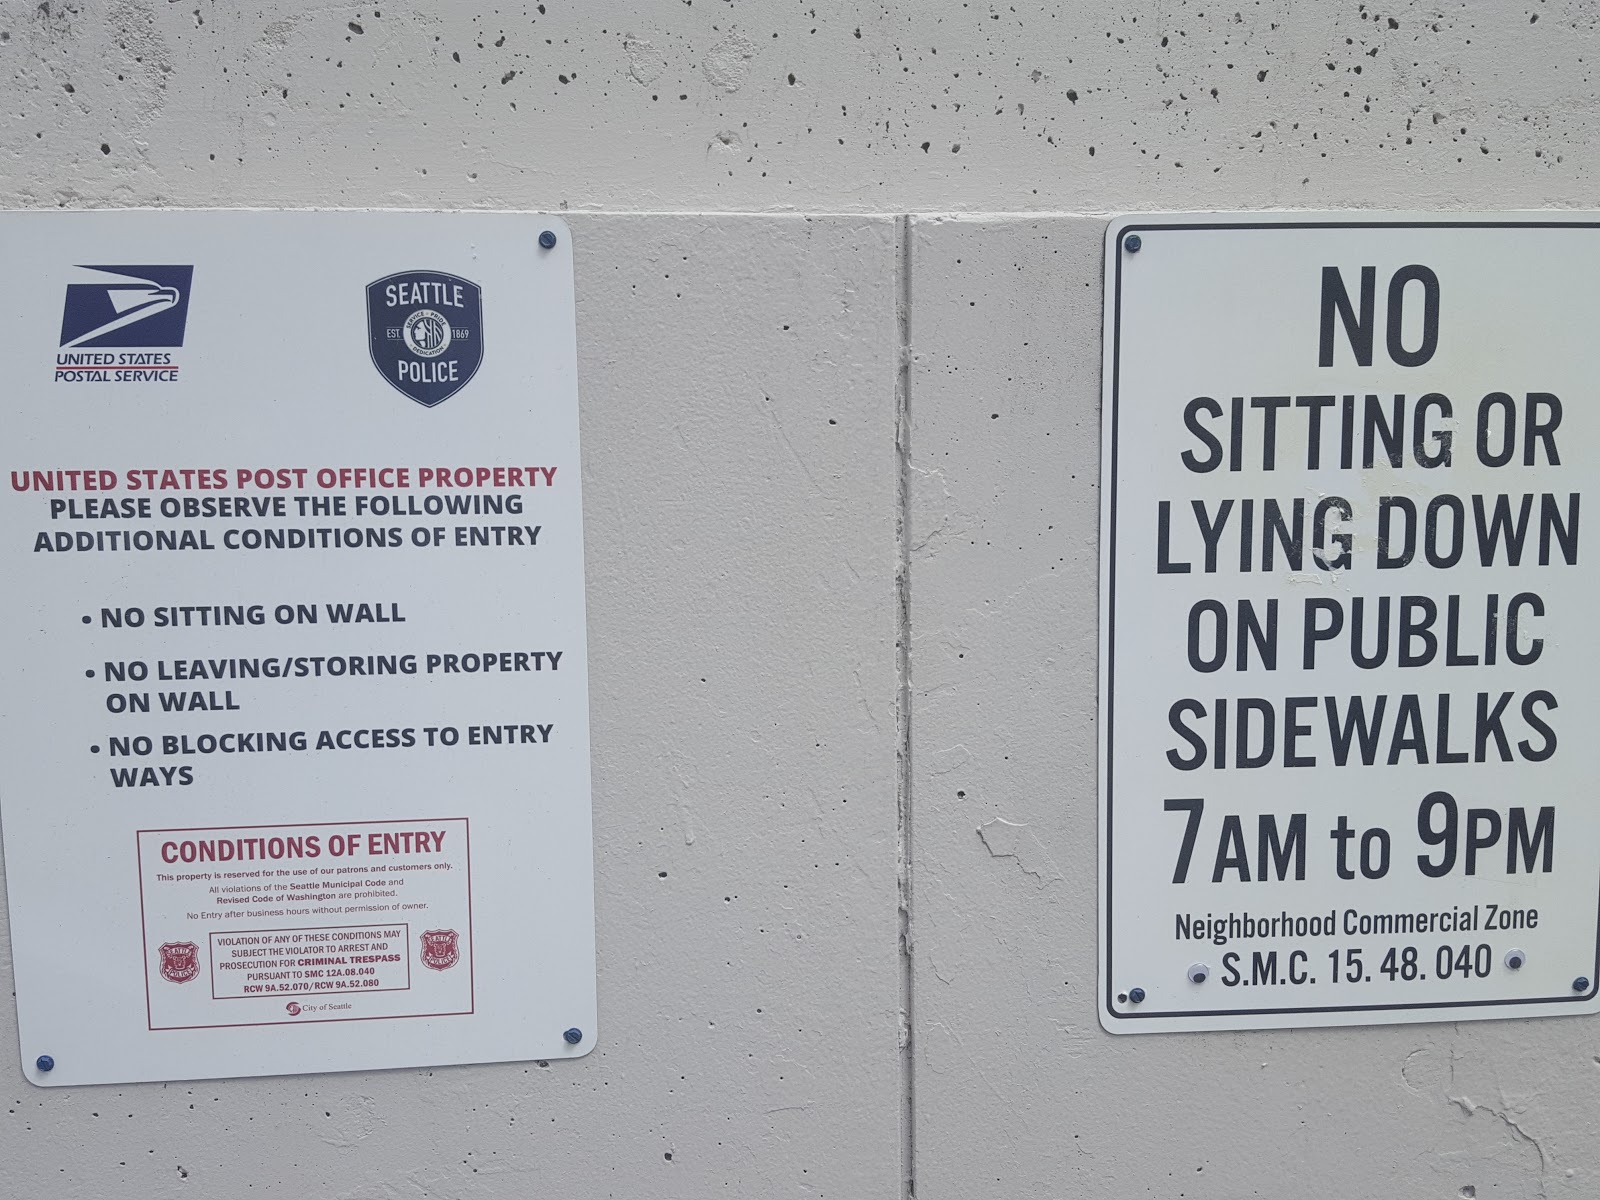 UNITED STATES
POSTAL SERVICE
SEATTLE
EST. 1869
SERVICE · PRIDE
DEDICATION
POLICE
UNITED STATES POST OFFICE PROPERTY
PLEASE OBSERVE THE FOLLOWING
ADDITIONAL CONDITIONS OF ENTRY
• NO SITTING ON WALL
• NO LEAVING/STORING PROPERTY
ON WALL
• NO BLOCKING ACCESS TO ENTRY
WAYS
CONDITIONS OF ENTRY
This property is reserved for the use of our patrons and customers only.
All violations of the Seattle Municipal Code and
Revised Code of Washington are prohibited.
No Entry after business hours without permission of owner.
VIOLATION OF ANY OF THESE CONDITIONS MAY
SUBJECT THE VIOLATOR TO ARREST AND
PROSECUTION FOR CRIMINAL TRESPASS
PURSUANT TO SMC 12A.08.040
RCW 9A.52.070/RCW 9A.52.080
City of Seattle
NO
SITTING OR
LYING DOWN
ON PUBLIC
SIDEWALKS
7AM to 9PM
Neighborhood Commercial Zone
S.M.C. 15. 48. 040